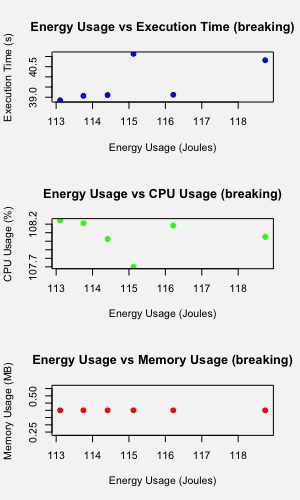 Energy Usage vs Execution Time (breaking)
Execution Time (s)
40.5
39.0
113 114 115 116 117 118
Energy Usage (Joules)
Energy Usage vs CPU Usage (breaking)
CPU Usage (%)
108.2
107.7
113 114 115 116 117 118
Energy Usage (Joules)
Energy Usage vs Memory Usage (breaking)
Memory Usage (MB)
0.50
0.25
113 114 115 116 117 118
Energy Usage (Joules)